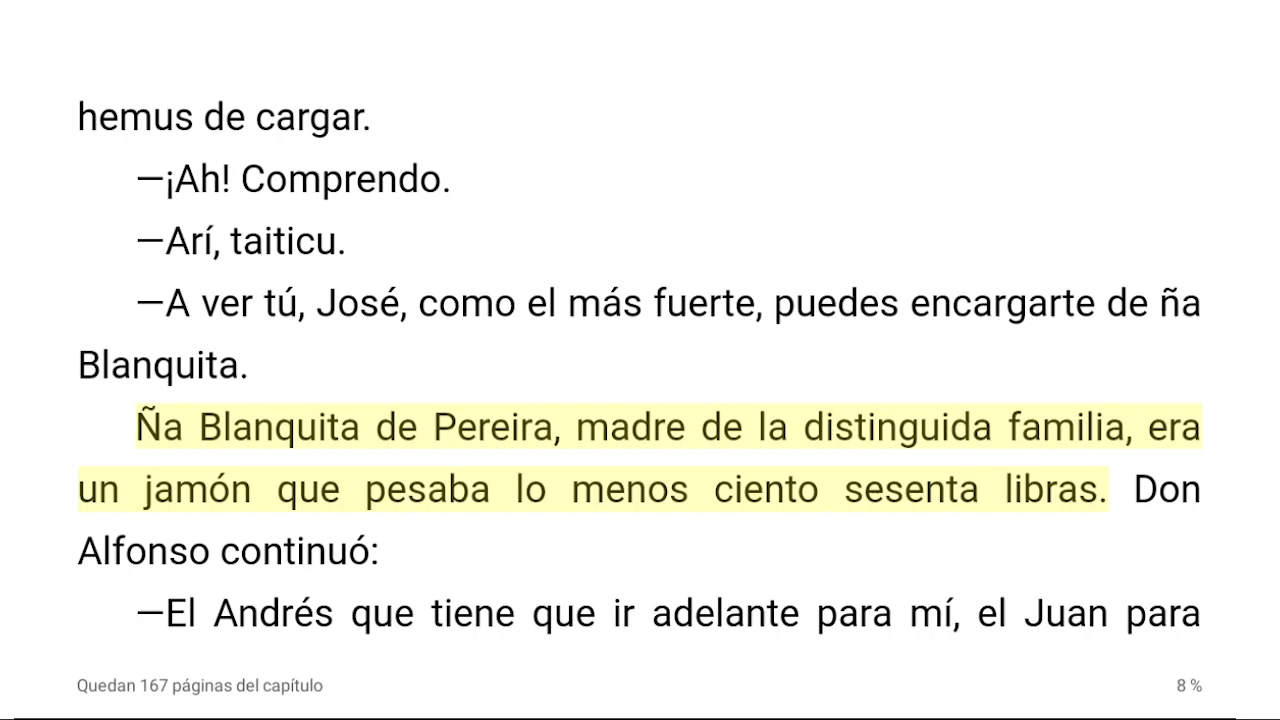 hemus de cargar.
—¡Ah! Comprendo.
—Arí, taiticu.
—A ver tú, José, como el más fuerte, puedes encargarte de ña
Blanquita.
Ña Blanquita de Pereira, madre de la distinguida familia, era
un jamón que pesaba lo menos ciento sesenta libras. Don
Alfonso continuó:
—El Andrés que tiene que ir adelante para mí, el Juan para
Quedan 167 páginas del capítulo
8 %